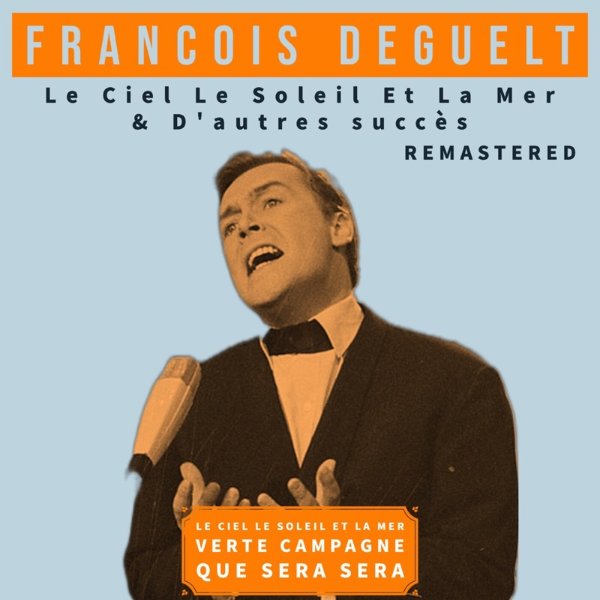 FRANCOIS DEGUELT
Le Ciel Le Soleil Et La Mer
& D'autres succès
REMASTERED
LE CIEL LE SOLEIL ET LA MER
VERTE CAMPAGNE
QUE SERA SERA